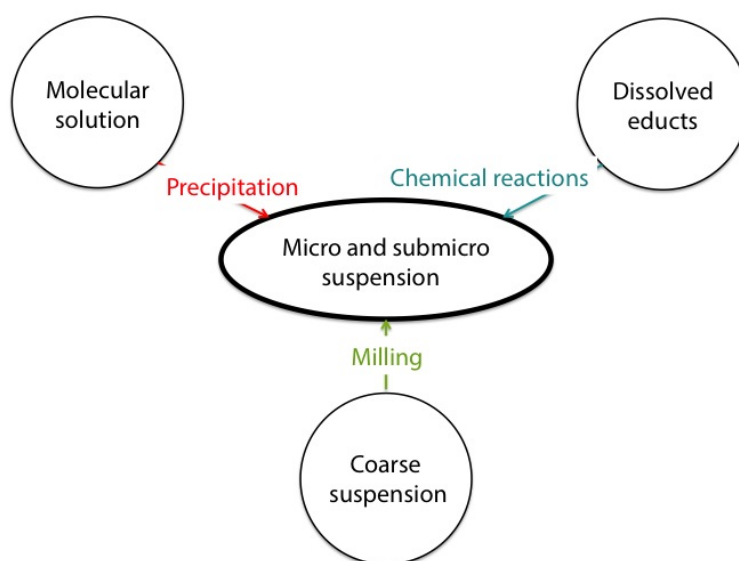 Molecular
solution
Dissolved
educts
Precipitation
Chemical reactions
Micro and submicro
suspension
Milling
Coarse
suspension